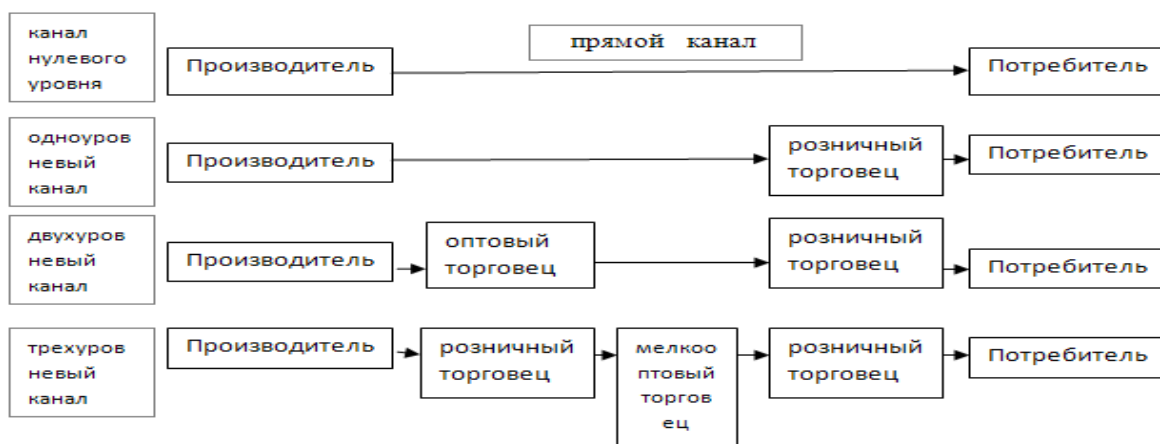 канал
нулевого
уровня
прямой канал
Производитель
Потребитель
одноуров
невый
канал
Производитель
розничный
торговец
Потребитель
двухуров
невый
канал
Производитель
оптовый
торговец
розничный
торговец
Потребитель
трехуров
невый
канал
Производитель
розничный
торговец
мелкоо
птовый
торгов
ец
розничный
торговец
Потребитель